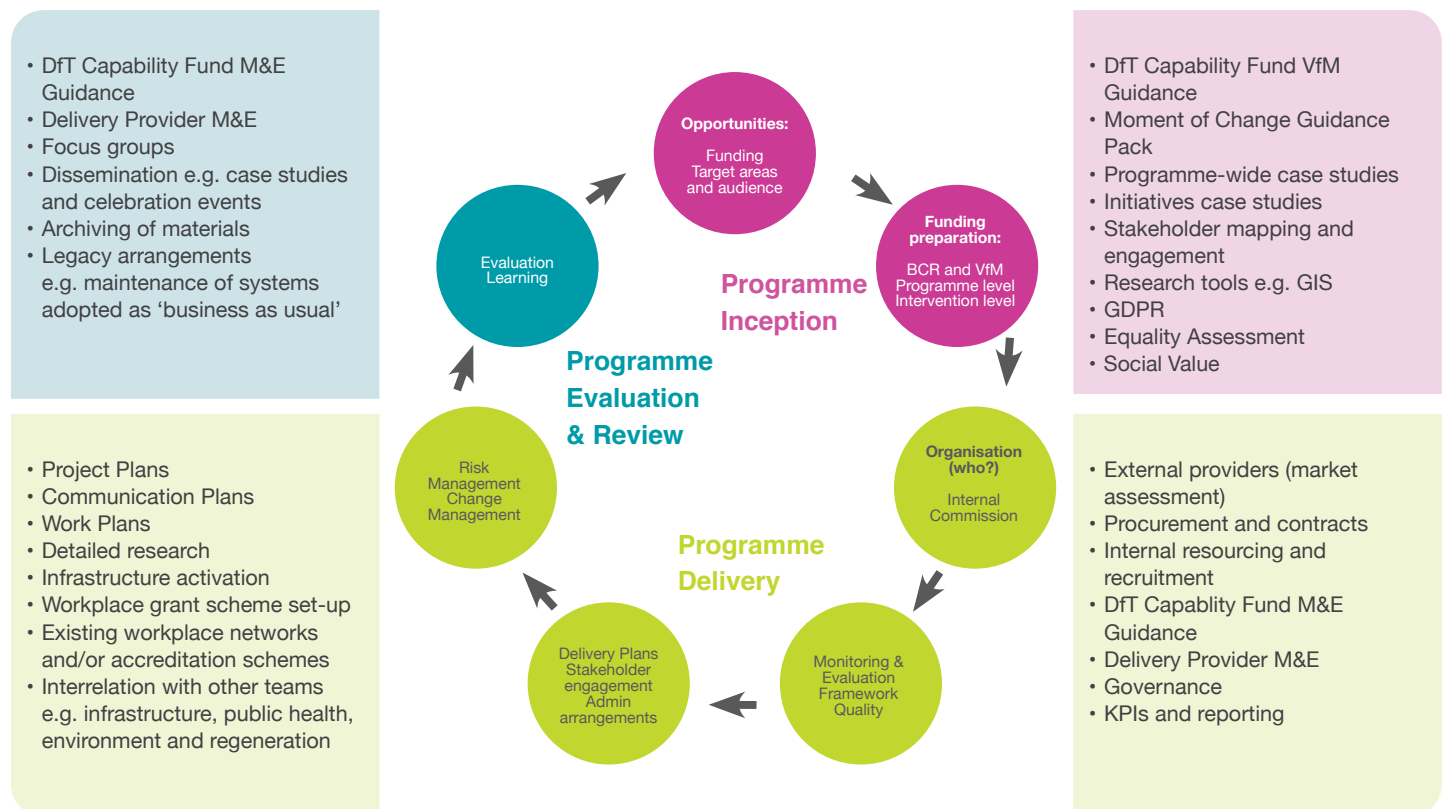 • DfT Capability Fund M&E
Guidance
• Delivery Provider M&E
• Focus groups
• Dissemination e.g. case studies
and celebration events
• Archiving of materials
• Legacy arrangements
e.g. maintenance of systems
adopted as ‘business as usual’
Opportunities:
Funding
Target areas
and audience
Funding
preparation:
BCR and VfM
Programme level
Intervention level
Programme
Inception
Evaluation
Learning
Programme
Evaluation
& Review
• DfT Capability Fund VfM
Guidance
• Moment of Change Guidance
Pack
• Programme-wide case studies
• Initiatives case studies
• Stakeholder mapping and
engagement
• Research tools e.g. GIS
• GDPR
• Equality Assessment
• Social Value
• Project Plans
• Communication Plans
• Work Plans
• Detailed research
• Infrastructure activation
• Workplace grant scheme set-up
• Existing workplace networks
and/or accreditation schemes
• Interrelation with other teams
e.g. infrastructure, public health,
environment and regeneration
Risk
Management
Change
Management
Organisation
(who?)
Internal
Commission
Programme
Delivery
Delivery Plans
Stakeholder
engagement
Admin
arrangements
Monitoring &
Evaluation
Framework
Quality
• External providers (market
assessment)
• Procurement and contracts
• Internal resourcing and
recruitment
• DfT Capablity Fund M&E
Guidance
• Delivery Provider M&E
• Governance
• KPIs and reporting